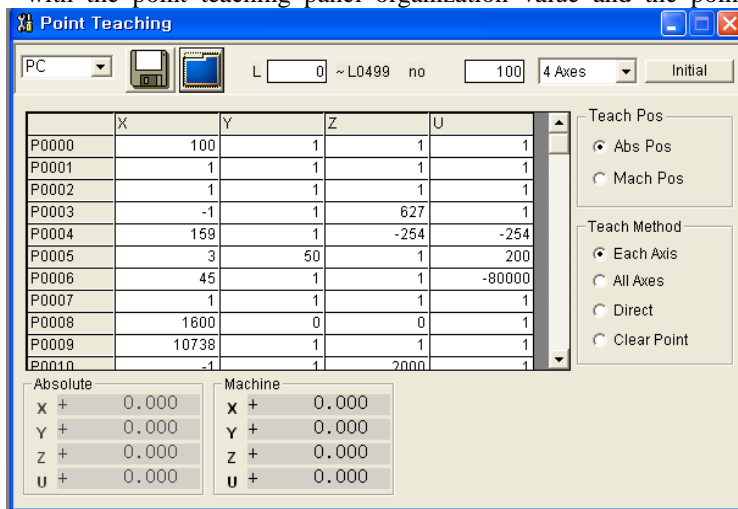 with the point teaching panel organization value and the poin
Point Teaching
PC L 0 ~ L0499 no 100 4 Axes Initial
X Y Z U
P0000 100 1 1 1
P0001 1 1 1 1
P0002 1 1 1 1
P0003 -1 1 627 1
P0004 159 1 -254 -254
P0005 3 50 1 200
P0006 45 1 1 -80000
P0007 1 1 1 1
P0008 1600 0 0 1
P0009 10738 1 1 1
P0010 -1 1 2000 1
Teach Pos
Abs Pos
Mach Pos
Teach Method
Each Axis
All Axes
Direct
Clear Point
Absolute
X + 0.000
Y + 0.000
Z + 0.000
U + 0.000
Machine
X + 0.000
Y + 0.000
Z + 0.000
U + 0.000